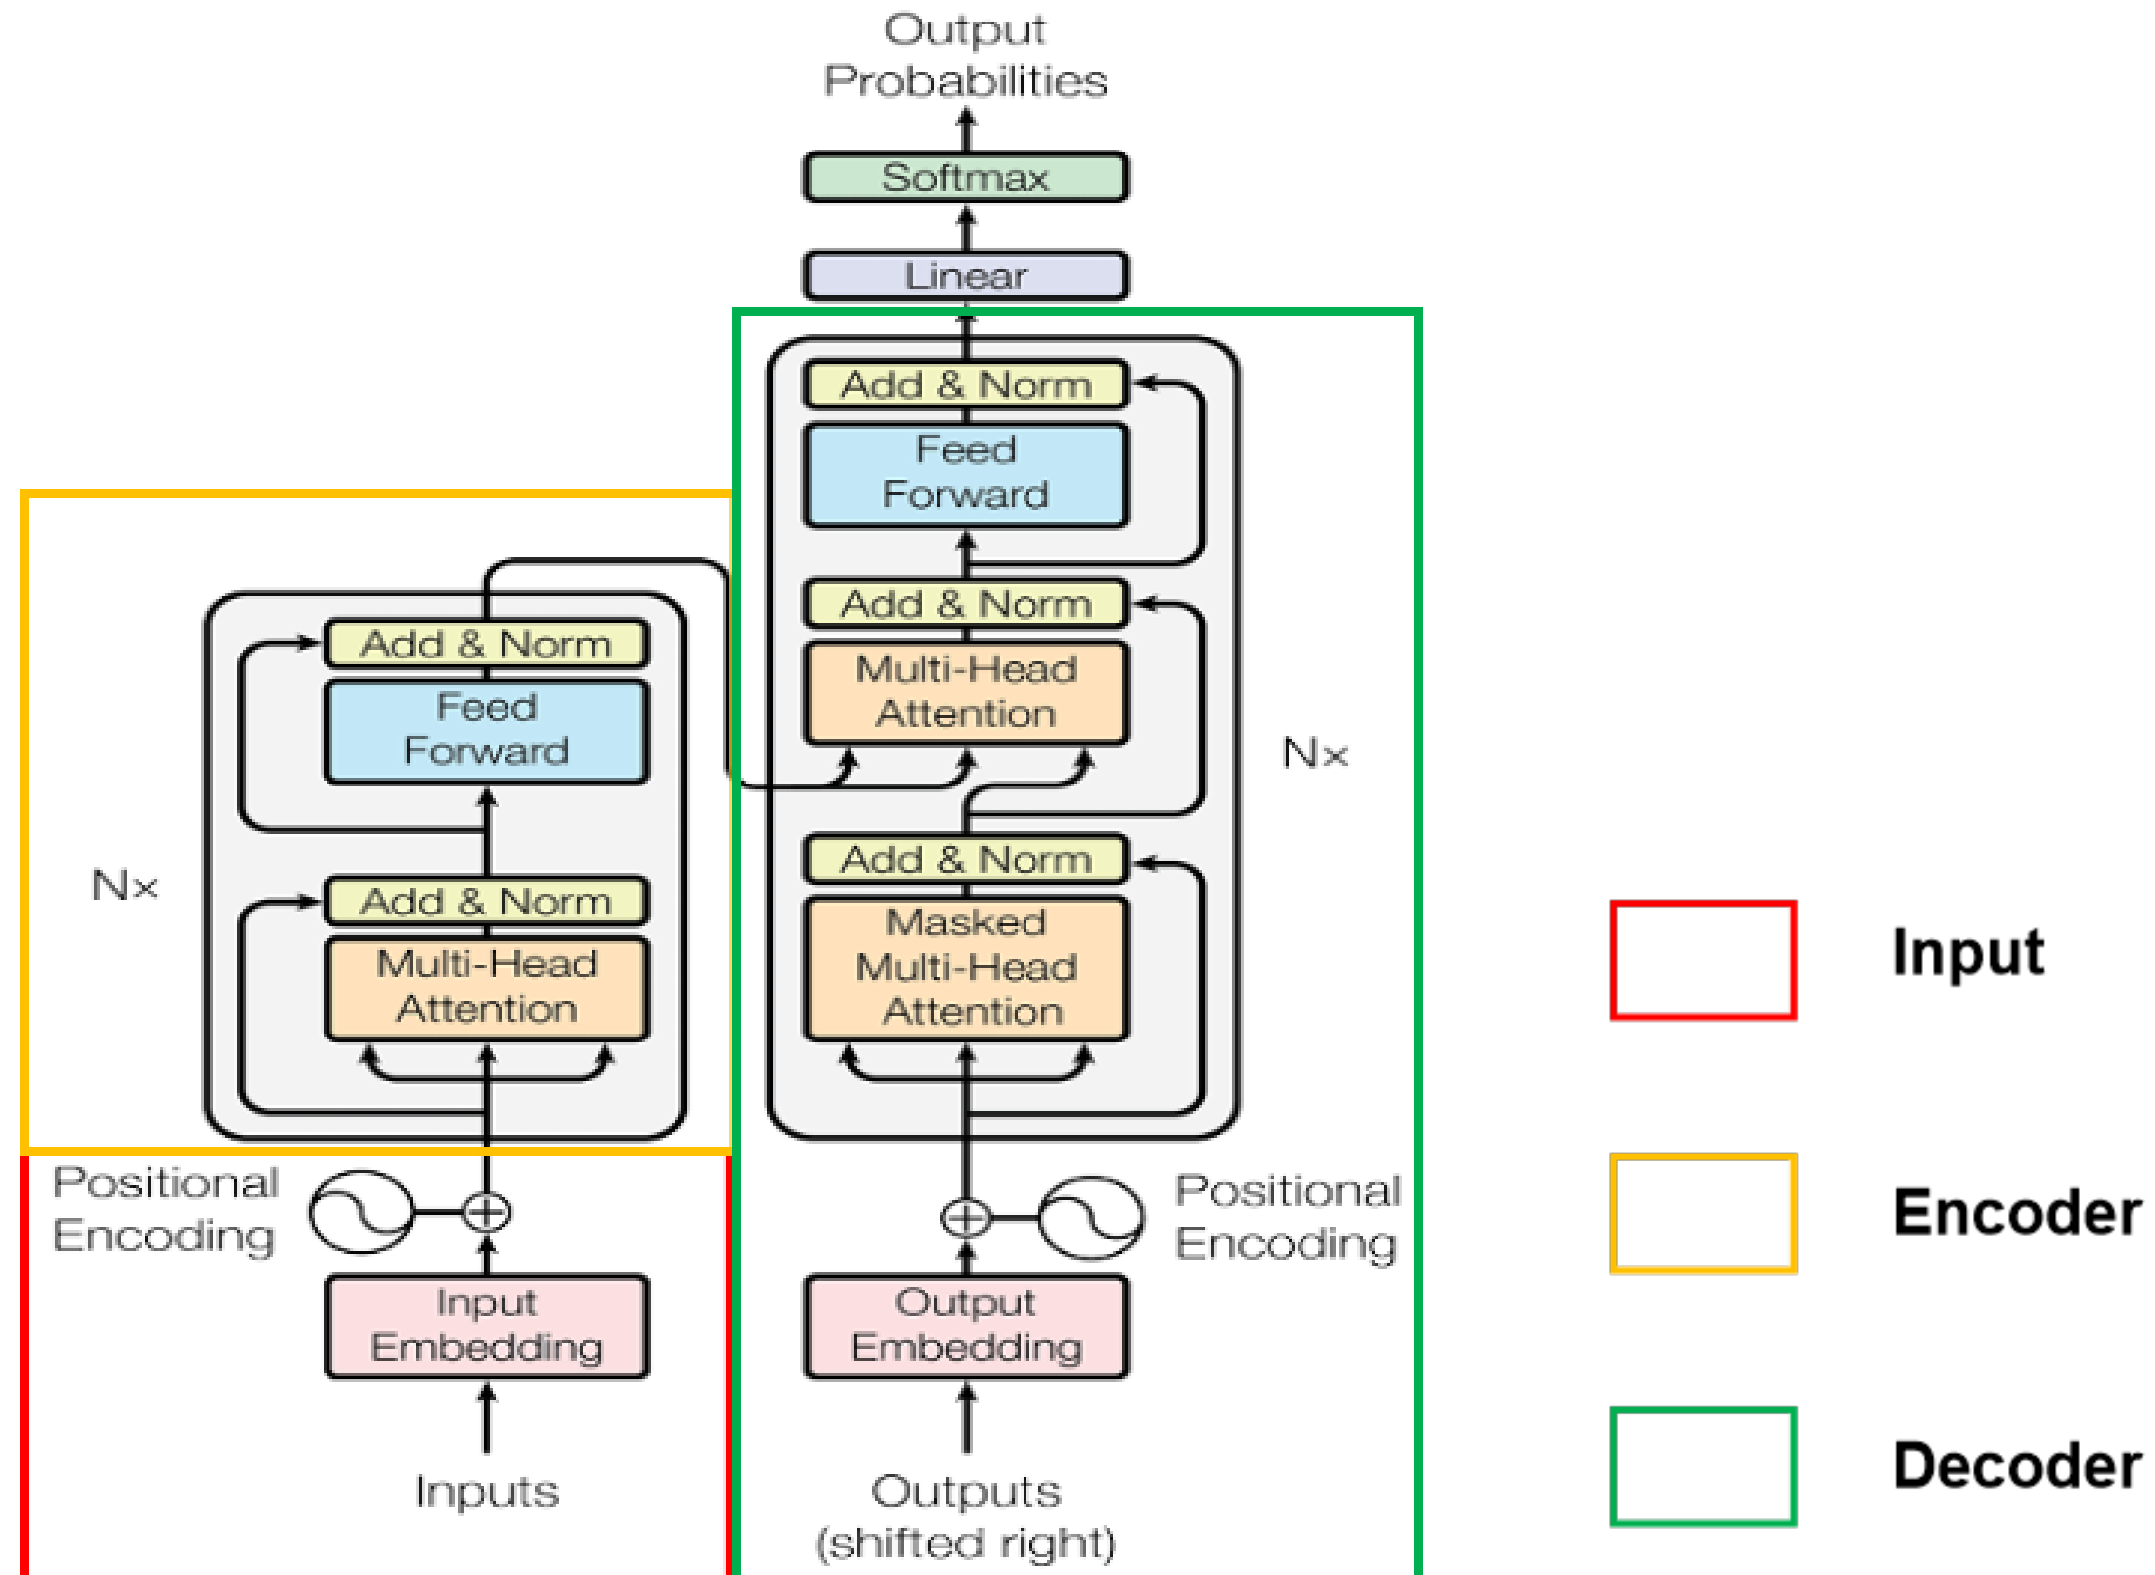 Output
Probabilities
Softmax
Linear
Add & Norm
Feed
Forward
Add & Norm
Multi-Head
Attention
Add & Norm
Masked
Multi-Head
Attention
Nx
Add & Norm
Feed
Forward
Add & Norm
Multi-Head
Attention
Nx
Positional
Encoding
Input
Embedding
Inputs
Positional
Encoding
Output
Embedding
Outputs
(shifted right)
Input
Encoder
Decoder